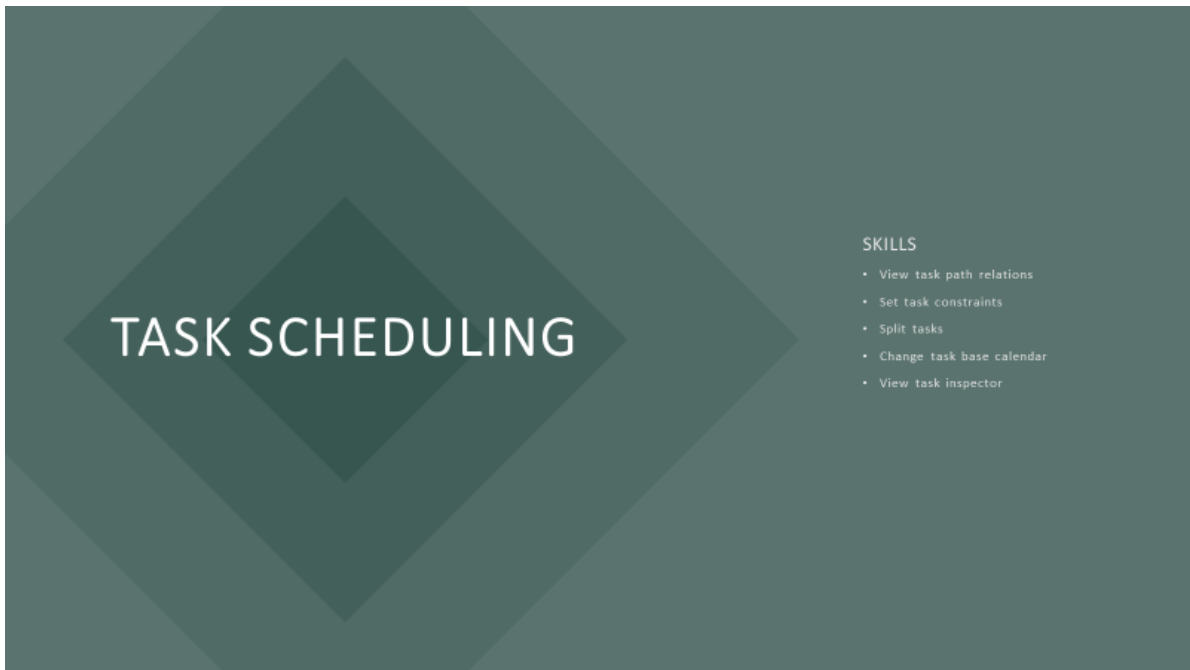 TASK SCHEDULING
SKILLS
• View task path relations
• Set task constraints
• Split tasks
• Change task base calendar
• View task inspector